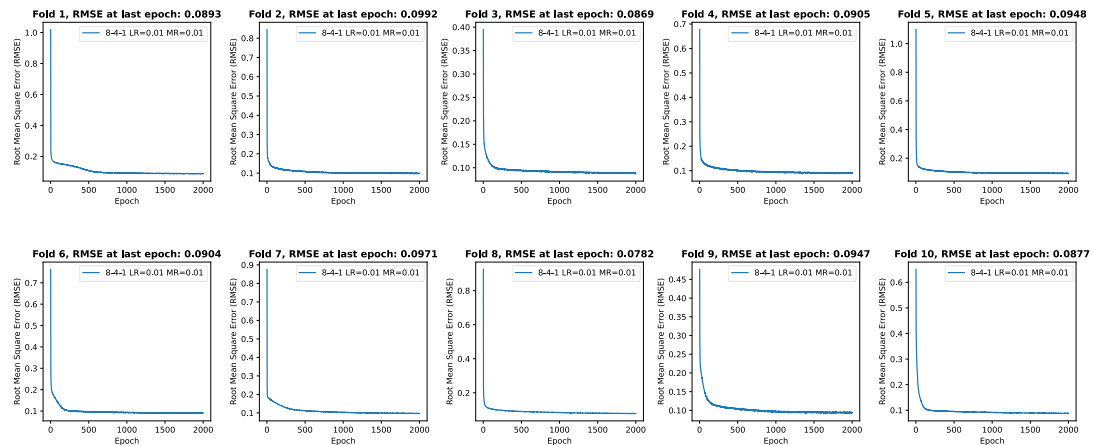 Fold 1, RMSE at last epoch: 0.0893
8-4-1 LR=0.01 MR=0.01
Root Mean Square Error (RMSE)
1.0
0.8
0.6
0.4
0.2
0 500 1000 1500 2000
Epoch
Fold 2, RMSE at last epoch: 0.0992
8-4-1 LR=0.01 MR=0.01
Root Mean Square Error (RMSE)
0.8
0.7
0.6
0.5
0.4
0.3
0.2
0.1
0 500 1000 1500 2000
Epoch
Fold 3, RMSE at last epoch: 0.0869
8-4-1 LR=0.01 MR=0.01
Root Mean Square Error (RMSE)
0.40
0.35
0.30
0.25
0.20
0.15
0.10
0 500 1000 1500 2000
Epoch
Fold 4, RMSE at last epoch: 0.0905
8-4-1 LR=0.01 MR=0.01
Root Mean Square Error (RMSE)
0.7
0.6
0.5
0.4
0.3
0.2
0.1
0 500 1000 1500 2000
Epoch
Fold 5, RMSE at last epoch: 0.0948
8-4-1 LR=0.01 MR=0.01
Root Mean Square Error (RMSE)
1.0
0.8
0.6
0.4
0.2
0 500 1000 1500 2000
Epoch
Fold 6, RMSE at last epoch: 0.0904
8-4-1 LR=0.01 MR=0.01
Root Mean Square Error (RMSE)
0.7
0.6
0.5
0.4
0.3
0.2
0.1
0 500 1000 1500 2000
Epoch
Fold 7, RMSE at last epoch: 0.0971
8-4-1 LR=0.01 MR=0.01
Root Mean Square Error (RMSE)
0.9
0.8
0.7
0.6
0.5
0.4
0.3
0.2
0.1
0 500 1000 1500 2000
Epoch
Fold 8, RMSE at last epoch: 0.0782
8-4-1 LR=0.01 MR=0.01
Root Mean Square Error (RMSE)
0.8
0.6
0.4
0.2
0 500 1000 1500 2000
Epoch
Fold 9, RMSE at last epoch: 0.0947
8-4-1 LR=0.01 MR=0.01
Root Mean Square Error (RMSE)
0.45
0.40
0.35
0.30
0.25
0.20
0.15
0.10
0 500 1000 1500 2000
Epoch
Fold 10, RMSE at last epoch: 0.0877
8-4-1 LR=0.01 MR=0.01
Root Mean Square Error (RMSE)
0.6
0.5
0.4
0.3
0.2
0.1
0 500 1000 1500 2000
Epoch